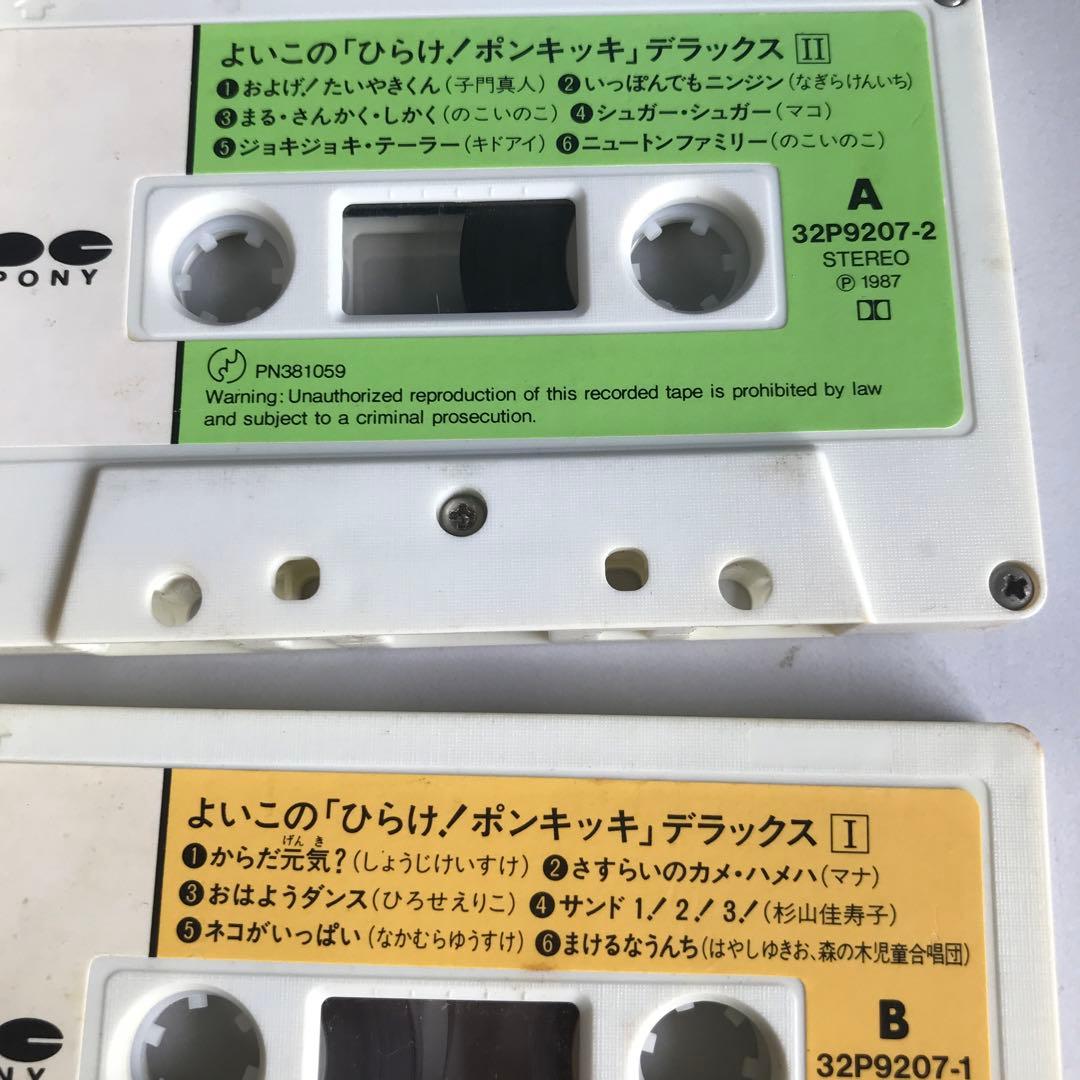 よいこの「ひらけ!ポンキッキ」デラックス II
❶およげ!たいやきくん(子門真人) ❷いっぽんでもニンジン(なぎらけんいち)
❸まる・さんかく・しかく(のこいのこ) ❹シュガー・シュガー(マコ)
❺ジョキジョキ・テーラー(キドアイ) ❻ニュートンファミリー(のこいのこ)
PONY
A
32P9207-2
STEREO
Ⓟ 1987
PN381059
Warning: Unauthorized reproduction of this recorded tape is prohibited by law
and subject to a criminal prosecution.
よいこの「ひらけ!ポンキッキ」デラックス I
げんき
❶からだ元気?(しょうじけいすけ) ❷さすらいのカメ・ハメハ(マナ)
❸おはようダンス(ひろせえりこ) ❹サンド1!2!3!(杉山佳寿子)
❺ネコがいっぱい(なかむらゆうすけ) ❻まけるなうんち(はやしゆきお、森の木児童合唱団)
NY
B
32P9207-1